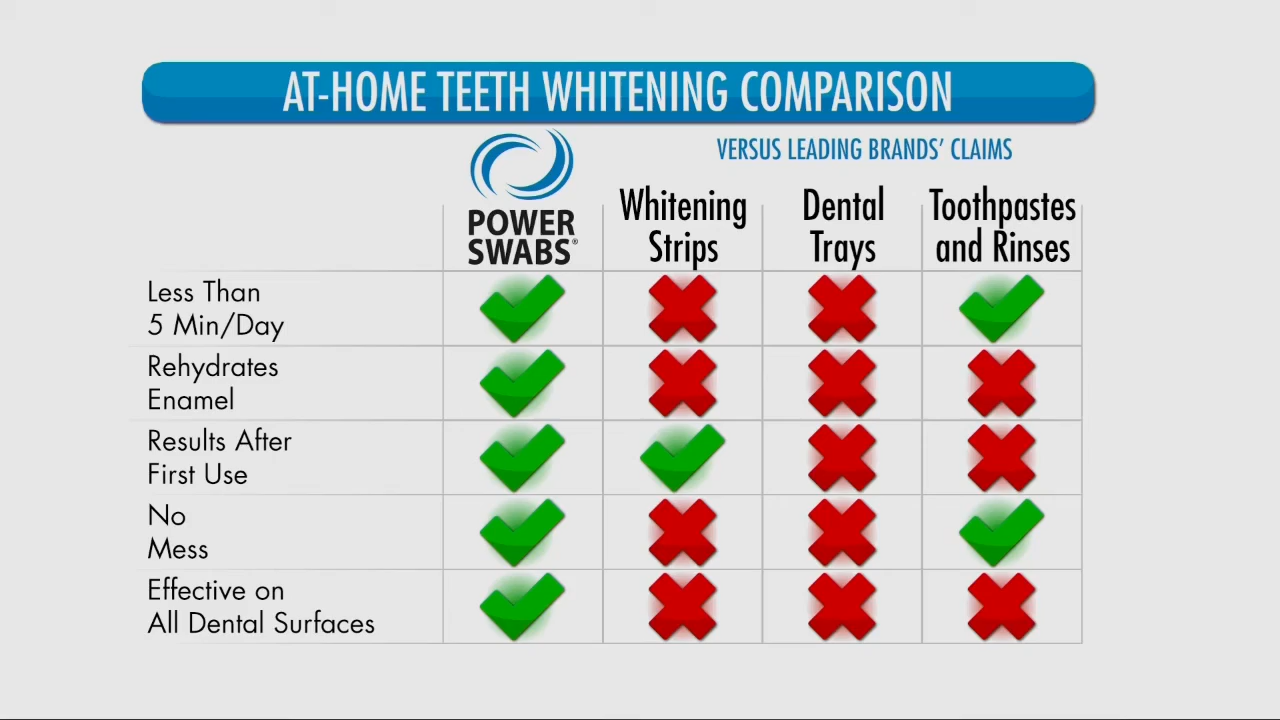 AT-HOME TEETH WHITENING COMPARISON
VERSUS LEADING BRANDS' CLAIMS
POWER
SWABS®
Whitening
Strips
Dental
Trays
Toothpastes
and Rinses
Less Than
5 Min/Day
Rehydrates
Enamel
Results After
First Use
No
Mess
Effective on
All Dental Surfaces